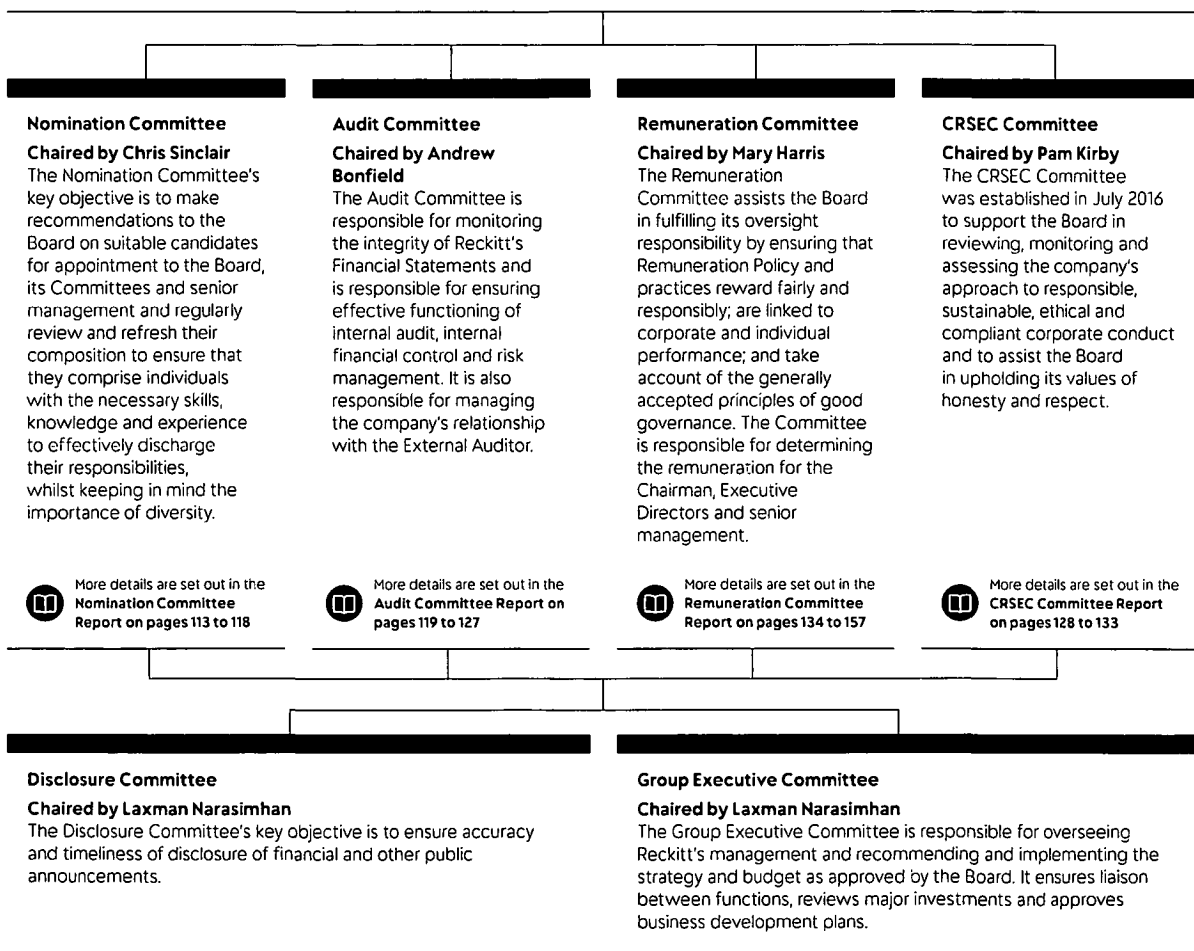 Nomination Committee
Chaired by Chris Sinclair
The Nomination Committee's
key objective is to make
recommendations to the
Board on suitable candidates
for appointment to the Board,
its Committees and senior
management and regularly
review and refresh their
composition to ensure that
they comprise individuals
with the necessary skills,
knowledge and experience
to effectively discharge
their responsibilities,
whilst keeping in mind the
importance of diversity.
More details are set out in the
Nomination Committee
Report on pages 113 to 118
Audit Committee
Chaired by Andrew
Bonfield
The Audit Committee is
responsible for monitoring
the integrity of Reckitt's
Financial Statements and
is responsible for ensuring
effective functioning of
internal audit, internal
financial control and risk
management. It is also
responsible for managing
the company's relationship
with the External Auditor.
More details are set out in the
Audit Committee Report on
pages 119 to 127
Remuneration Committee
Chaired by Mary Harris
The Remuneration
Committee assists the Board
in fulfilling its oversight
responsibility by ensuring that
Remuneration Policy and
practices reward fairly and
responsibly; are linked to
corporate and individual
performance; and take
account of the generally
accepted principles of good
governance. The Committee
is responsible for determining
the remuneration for the
Chairman, Executive
Directors and senior
management.
More details are set out in the
Remuneration Committee
Report on pages 134 to 157
CRSEC Committee
Chaired by Pam Kirby
The CRSEC Committee
was established in July 2016
to support the Board in
reviewing, monitoring and
assessing the company's
approach to responsible,
sustainable, ethical and
compliant corporate conduct
and to assist the Board
in upholding its values of
honesty and respect.
More details are set out in the
CRSEC Committee Report
on pages 128 to 133
Disclosure Committee
Chaired by Laxman Narasimhan
The Disclosure Committee's key objective is to ensure accuracy
and timeliness of disclosure of financial and other public
announcements.
Group Executive Committee
Chaired by Laxman Narasimhan
The Group Executive Committee is responsible for overseeing
Reckitt's management and recommending and implementing the
strategy and budget as approved by the Board. It ensures liaison
between functions, reviews major investments and approves
business development plans.